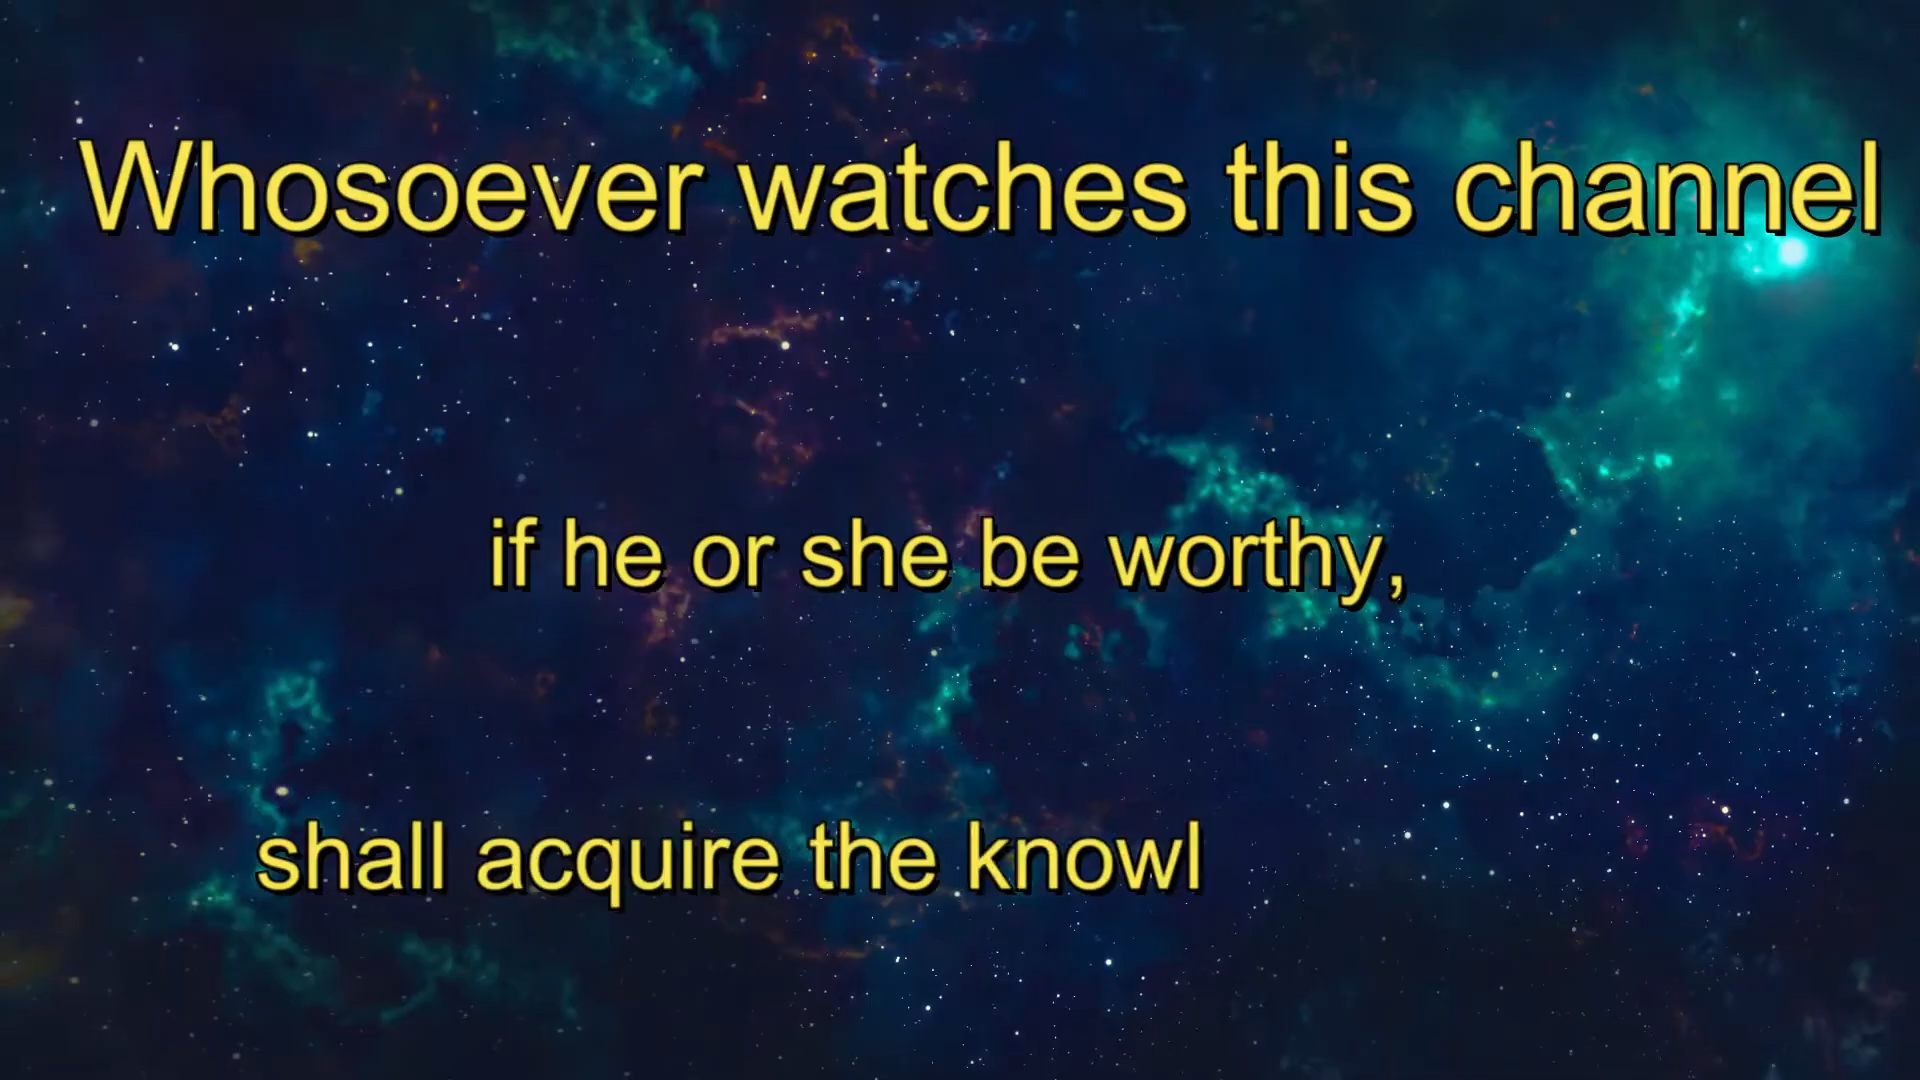 Whosoever watches this channel
if he or she be worthy,
shall acquire the knowl